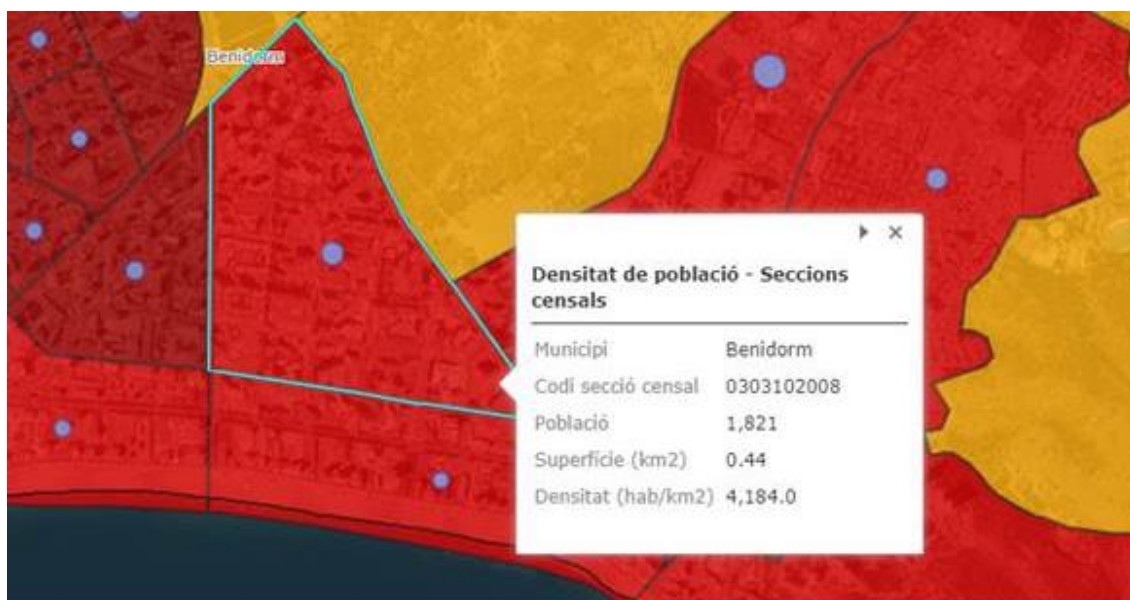 Benidorm
Densitat de població - Seccions
censals
Municipi Benidorm
Codi secció censal 0303102008
Població 1,821
Superfície (km2) 0.44
Densitat (hab/km2) 4,184.0